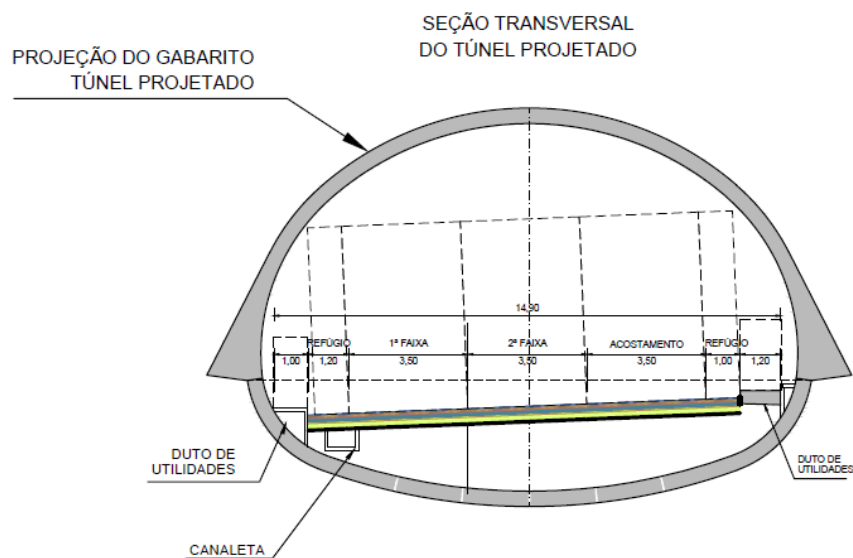 SEÇÃO TRANSVERSAL
DO TÚNEL PROJETADO
PROJEÇÃO DO GABARITO
TÚNEL PROJETADO
14,90
REFÚGIO 1ª FAIXA 2ª FAIXA ACOSTAMENTO REFÚGIO
1,00 1,20 3,50 3,50 3,50 1,00 1,20
DUTO DE
UTILIDADES
DUTO DE
UTILIDADES
CANALETA